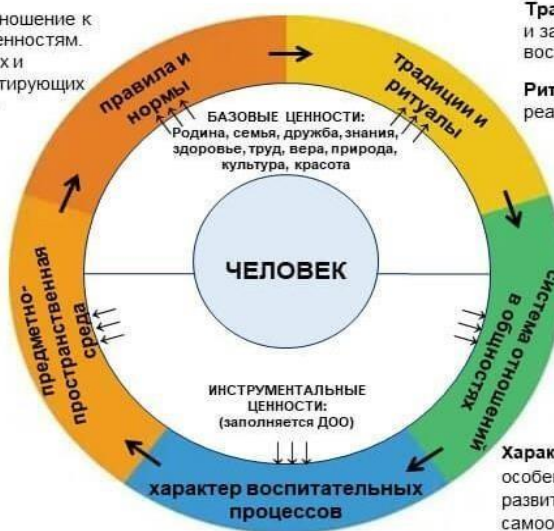 ношение к
енностям.
х и
тирующих
Тра
и за
вос
Рит
реа
правила и
нормы
традиции и
ритуалы
БАЗОВЫЕ ЦЕННОСТИ:
Родина, семья, дружба, знания,
здоровье, труд, вера, природа,
культура, красота
ЧЕЛОВЕК
предметно-
пространственная
среда
система отношений
в общностях
ИНСТРУМЕНТАЛЬНЫЕ
ЦЕННОСТИ:
(заполняется ДОО)
характер воспитательных
процессов
Харак
особен
развит
самоо